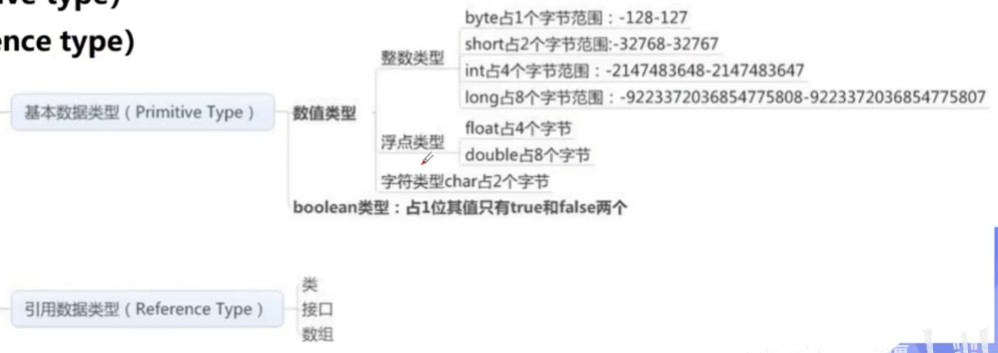 ive type)
ence type)
基本数据类型（Primitive Type）
数值类型
整数类型
byte占1个字节范围：-128-127
short占2个字节范围:-32768-32767
int占4个字节范围：-2147483648-2147483647
long占8个字节范围：-9223372036854775808-9223372036854775807
浮点类型
float占4个字节
double占8个字节
字符类型char占2个字节
boolean类型：占1位其值只有true和false两个
引用数据类型（Reference Type）
类
接口
数组